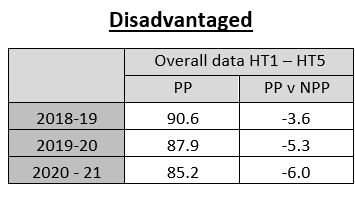 Disadvantaged
Overall data HT1 – HT5
PP PP v NPP
2018-19 90.6 -3.6
2019-20 87.9 -5.3
2020 - 21 85.2 -6.0